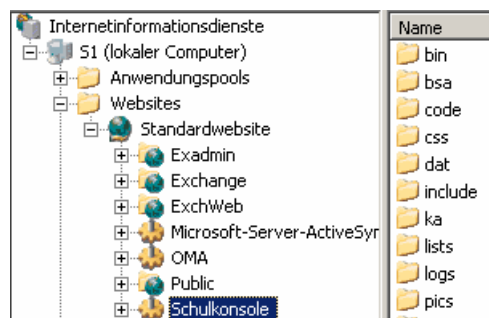 Internetinformationsdienste
S1 (lokaler Computer)
Anwendungspools
Websites
Standardwebsite
Exadmin
Exchange
ExchWeb
Microsoft-Server-ActiveSyr
OMA
Public
Schulkonsole
Name
bin
bsa
code
css
dat
include
ka
lists
logs
pics